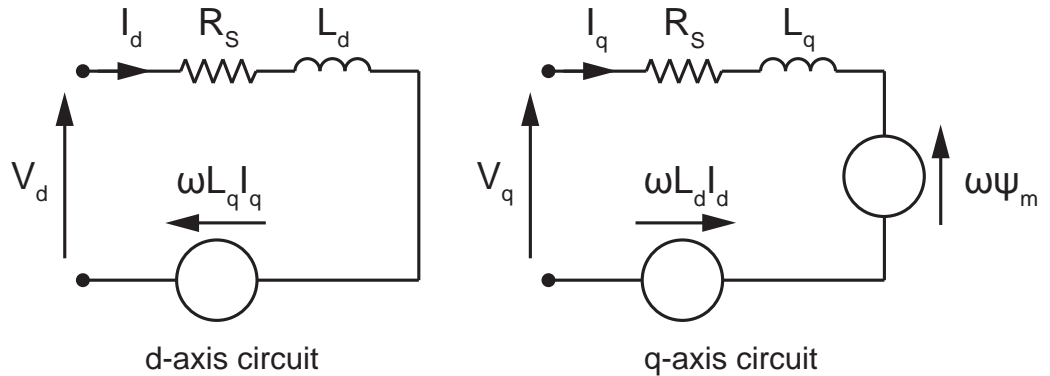 I_d R_S L_d
V_d
ωL_qI_q
d-axis circuit
I_q R_S L_q
V_q
ωL_dI_d
ωψ_m
q-axis circuit